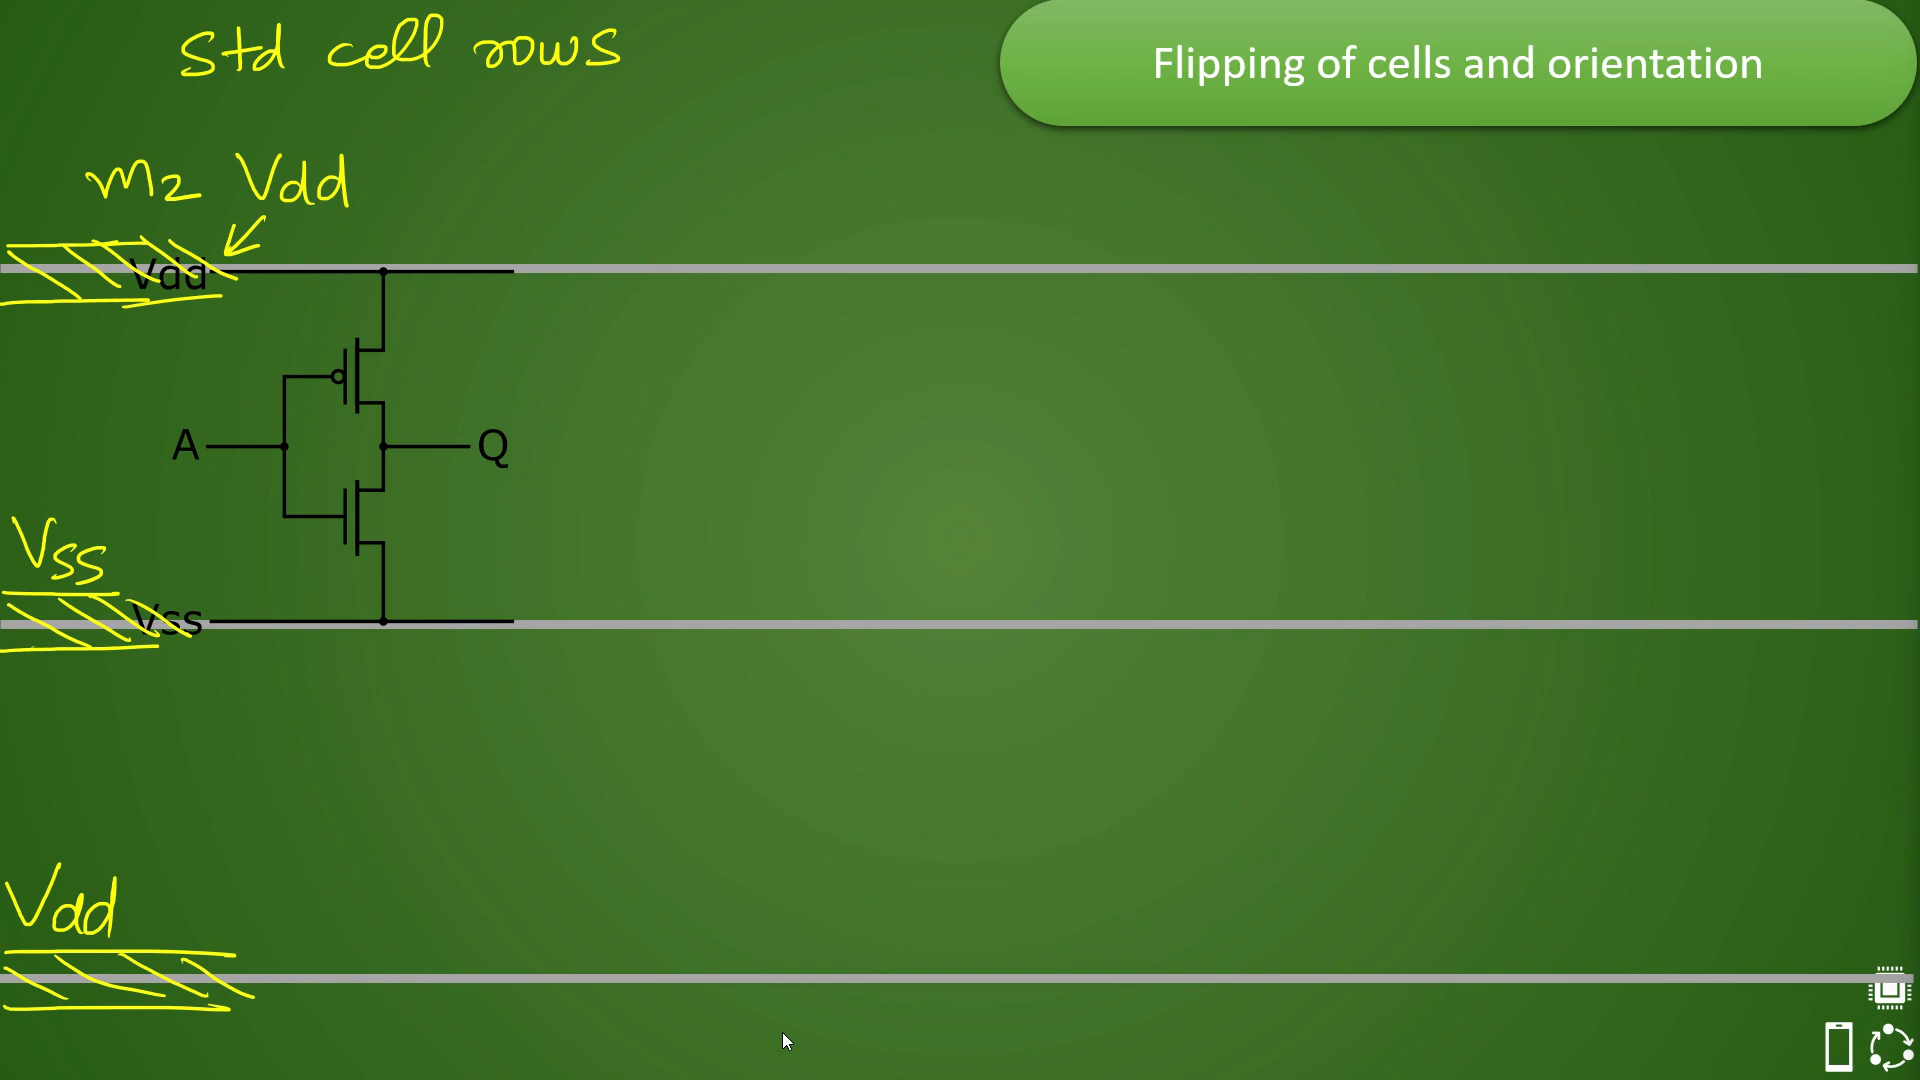 std cell rows
Flipping of cells and orientation
M2 Vdd
Vdd
A
Q
Vss
Vss
Vdd